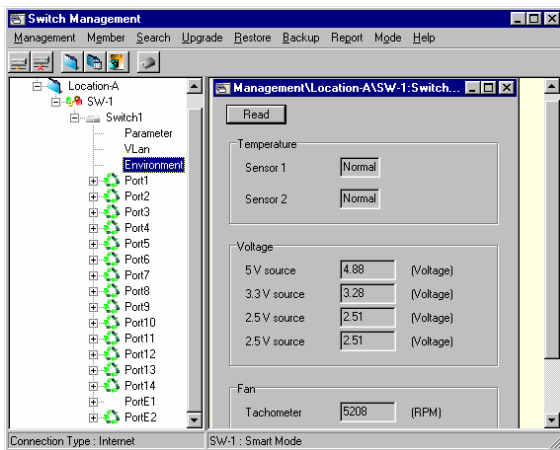 Switch Management
Management Member Search Upgrade Restore Backup Report Mode Help
Location-A
SW-1
Switch1
Parameter
VLan
Environment
Port1
Port2
Port3
Port4
Port5
Port6
Port7
Port8
Port9
Port10
Port11
Port12
Port13
Port14
PortE1
PortE2
Management\Location-A\SW-1:Switch...
Read
Temperature
Sensor 1 Normal
Sensor 2 Normal
Voltage
5 V source 4.88 (Voltage)
3.3 V source 3.28 (Voltage)
2.5 V source 2.51 (Voltage)
2.5 V source 2.51 (Voltage)
Fan
Tachometer 5208 (RPM)
Connection Type : Internet SW-1 : Smart Mode